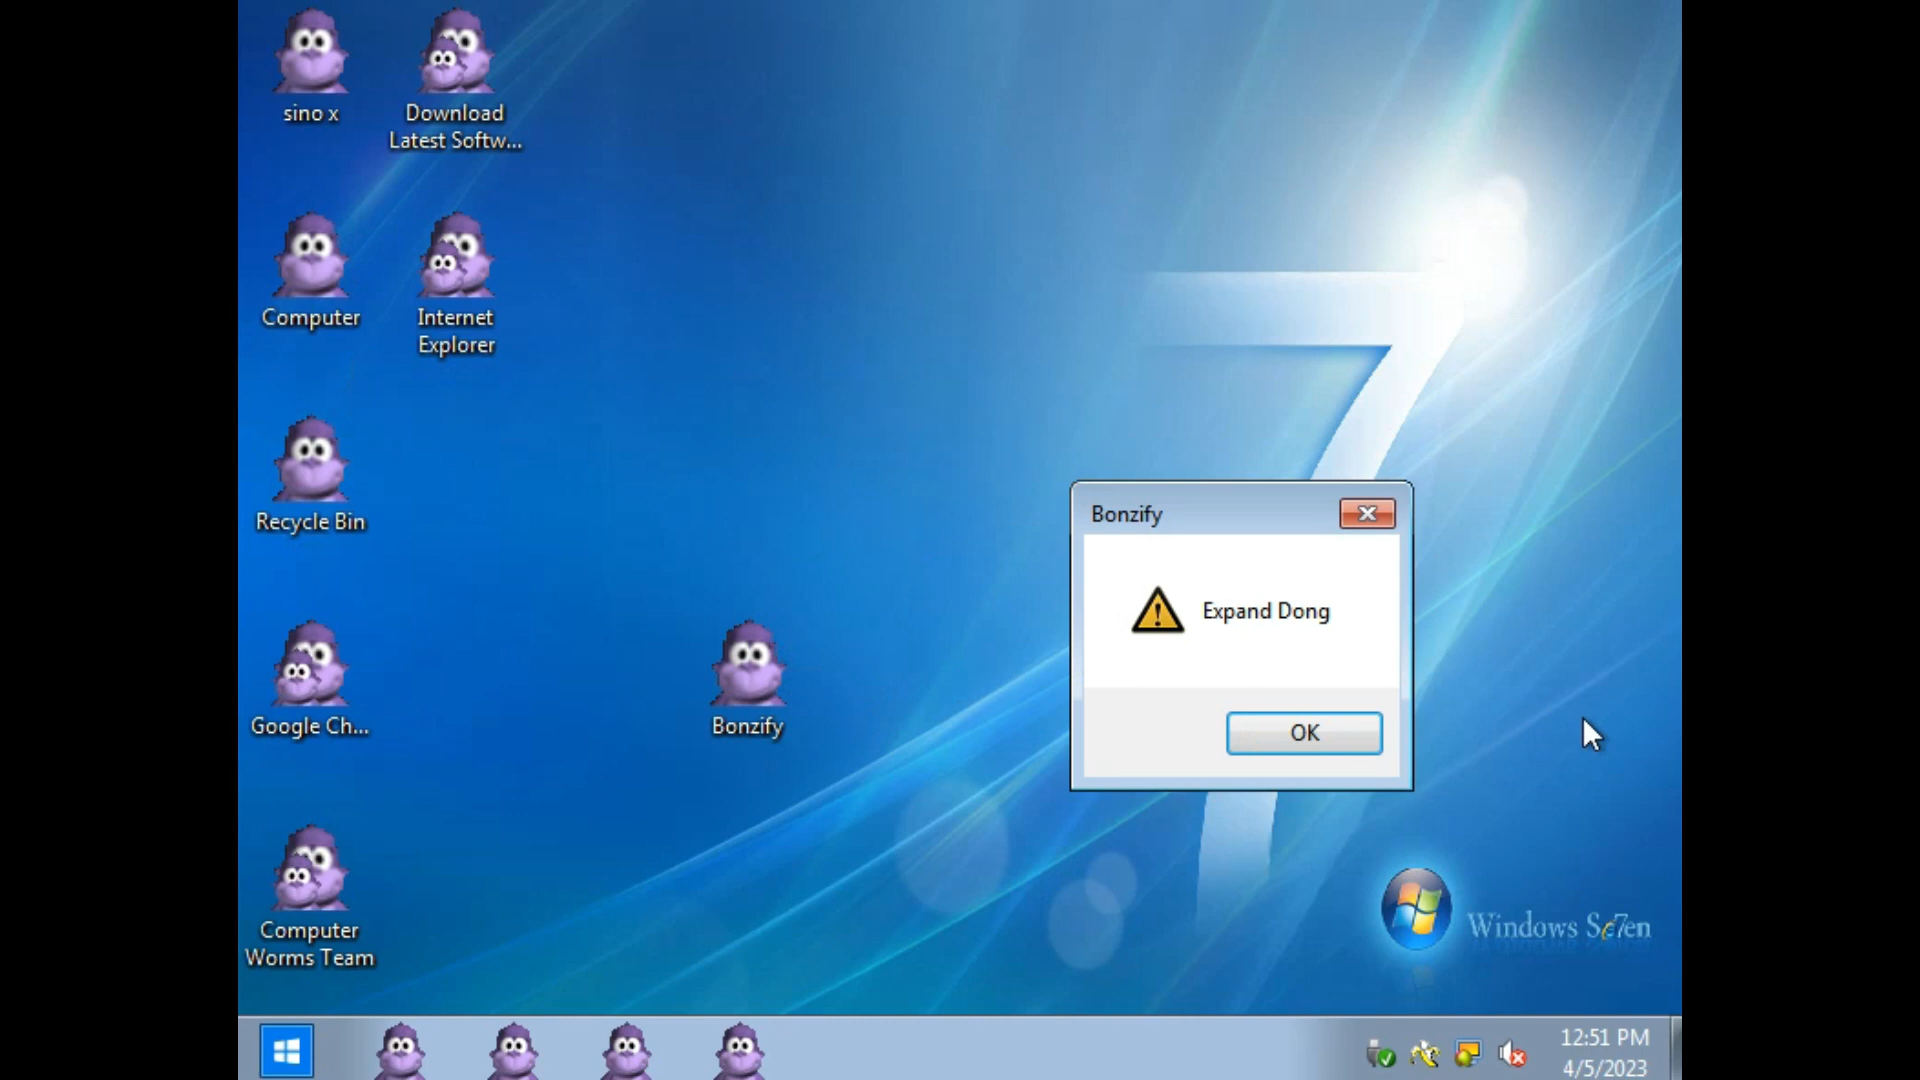 sino x
Download
Latest Softw...
Computer
Internet
Explorer
Recycle Bin
Google Ch...
Bonzify
Computer
Worms Team
Bonzify
Expand Dong
OK
7
Windows Se7en
12:51 PM
4/5/2023